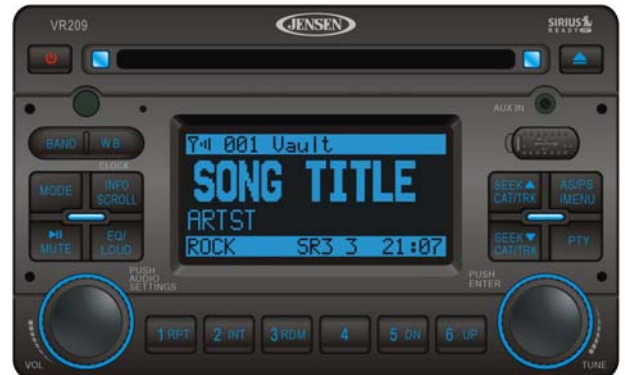 VR209
JENSEN
SIRIUS
READY
AUX IN
BAND
WB
CLOCK
MODE
INFO
SCROLL
MUTE
EQ/
LOUD
001 Vault
SONG TITLE
ARTST
ROCK SR3 3 21:07
SEEK
CAT/TRK
AS/PS
iMENU
SEEK
CAT/TRK
PTY
PUSH
AUDIO
SETTINGS
PUSH
ENTER
VOL
1 RPT
2 INT
3 RDM
4
5 DN
6 UP
TUNE